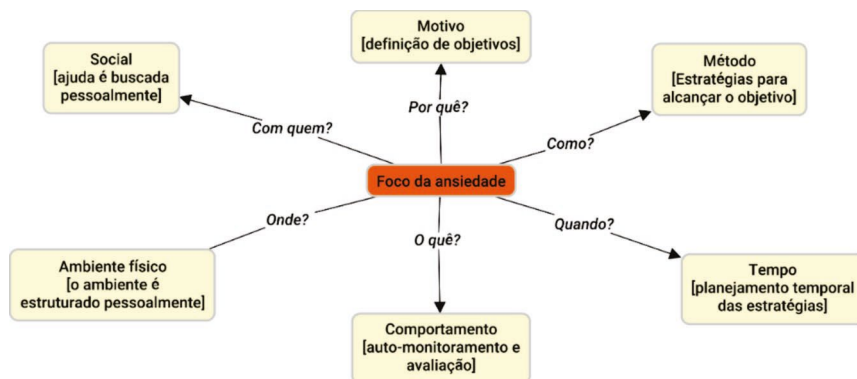 Motivo
[definição de objetivos]
Social
[ajuda é buscada
pessoalmente]
Método
[Estratégias para
alcançar o objetivo]
Por quê?
Com quem?
Como?
Foco da ansiedade
Onde?
O quê?
Quando?
Ambiente físico
[o ambiente é
estruturado pessoalmente]
Tempo
[planejamento temporal
das estratégias]
Comportamento
[auto-monitoramento e
avaliação]